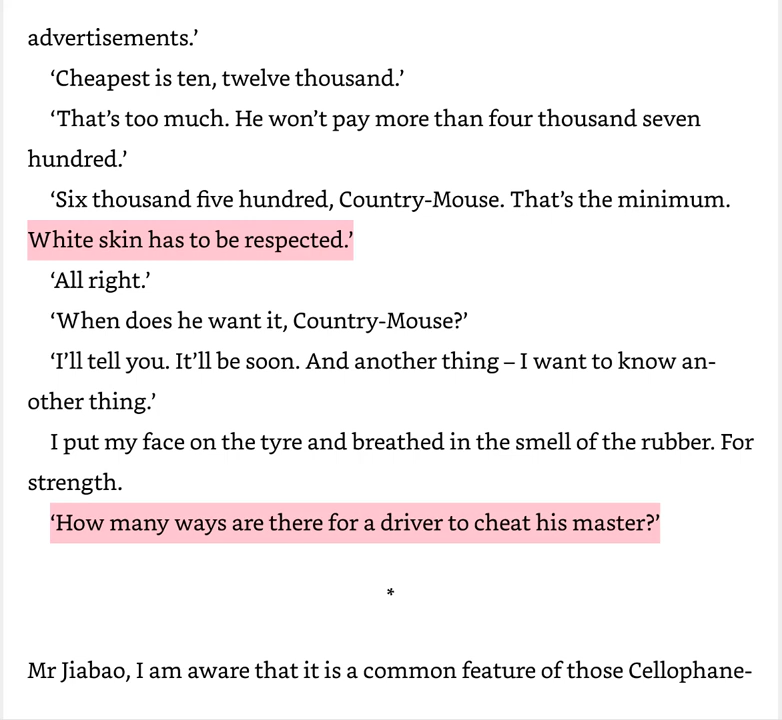 advertisements.’
‘Cheapest is ten, twelve thousand.’
‘That’s too much. He won’t pay more than four thousand seven
hundred.’
‘Six thousand five hundred, Country-Mouse. That’s the minimum.
White skin has to be respected.’
‘All right.’
‘When does he want it, Country-Mouse?’
‘I’ll tell you. It’ll be soon. And another thing – I want to know an-
other thing.’
I put my face on the tyre and breathed in the smell of the rubber. For
strength.
‘How many ways are there for a driver to cheat his master?’
*
Mr Jiabao, I am aware that it is a common feature of those Cellophane-